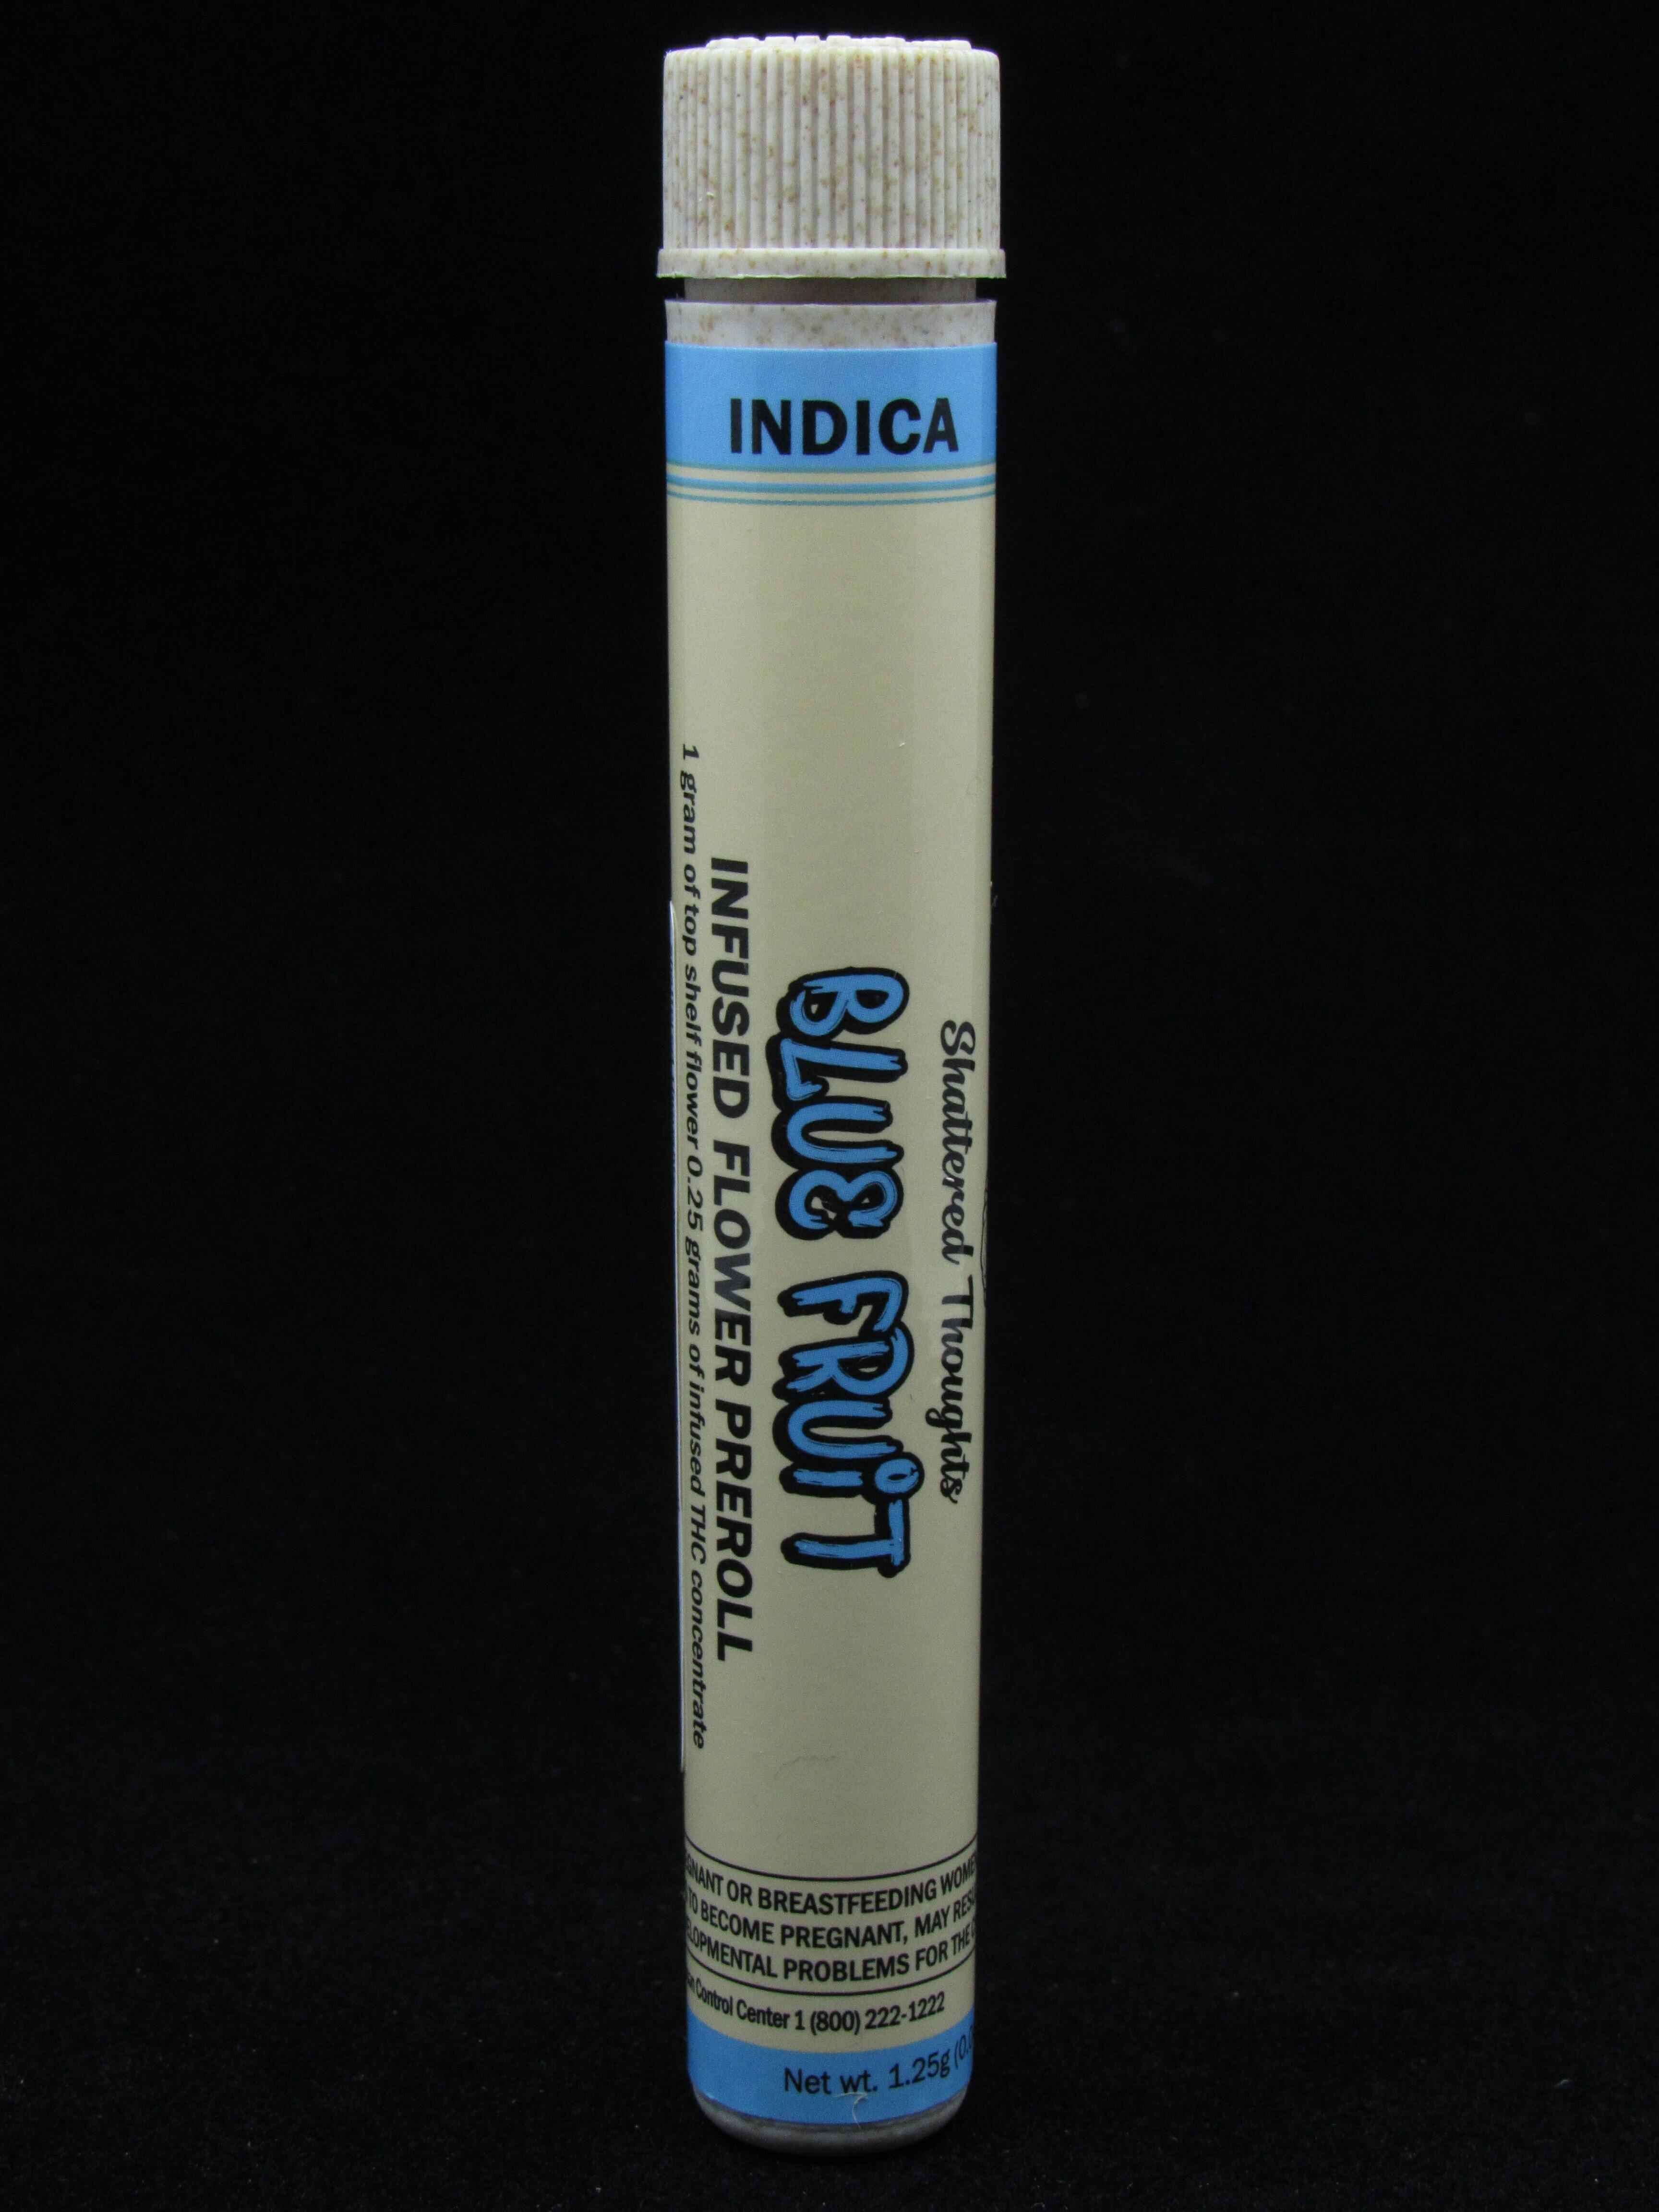 INDICA
Shattered Thoughts
BLUE FRUiT
INFUSED FLOWER PREROLL
1 gram of top shelf flower 0.25 grams of infused THC concentrate
OR BREASTFEEDING
TO BECOME PREGNANT, MAY
PROBLEMS FOR THE
Control Center 1 (800) 222-1222
Net wt. 1.25g